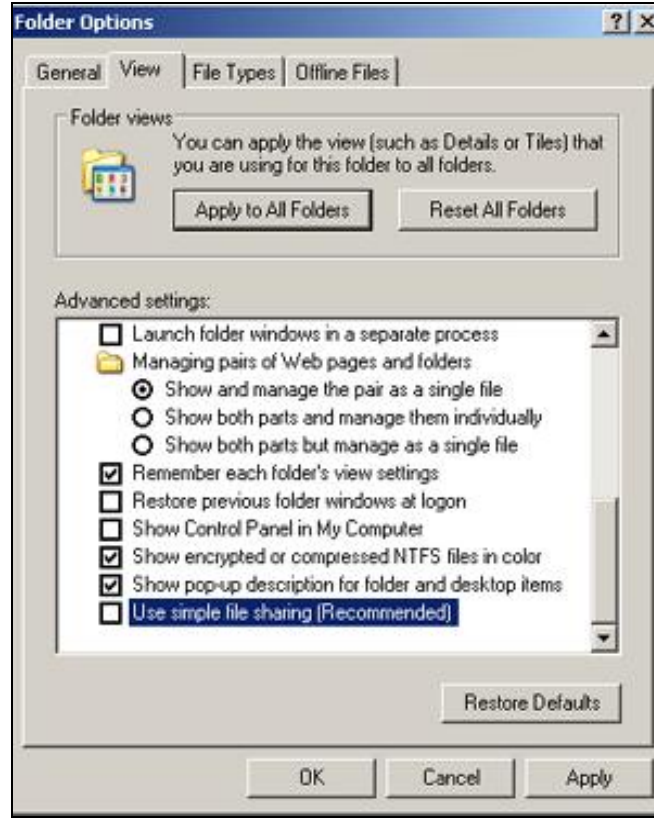 Folder Options
General View File Types Offline Files
Folder views
You can apply the view (such as Details or Tiles) that
you are using for this folder to all folders.
Apply to All Folders Reset All Folders
Advanced settings:
Launch folder windows in a separate process
Managing pairs of Web pages and folders
Show and manage the pair as a single file
Show both parts and manage them individually
Show both parts but manage as a single file
Remember each folder's view settings
Restore previous folder windows at logon
Show Control Panel in My Computer
Show encrypted or compressed NTFS files in color
Show pop-up description for folder and desktop items
Use simple file sharing (Recommended)
Restore Defaults
OK Cancel Apply